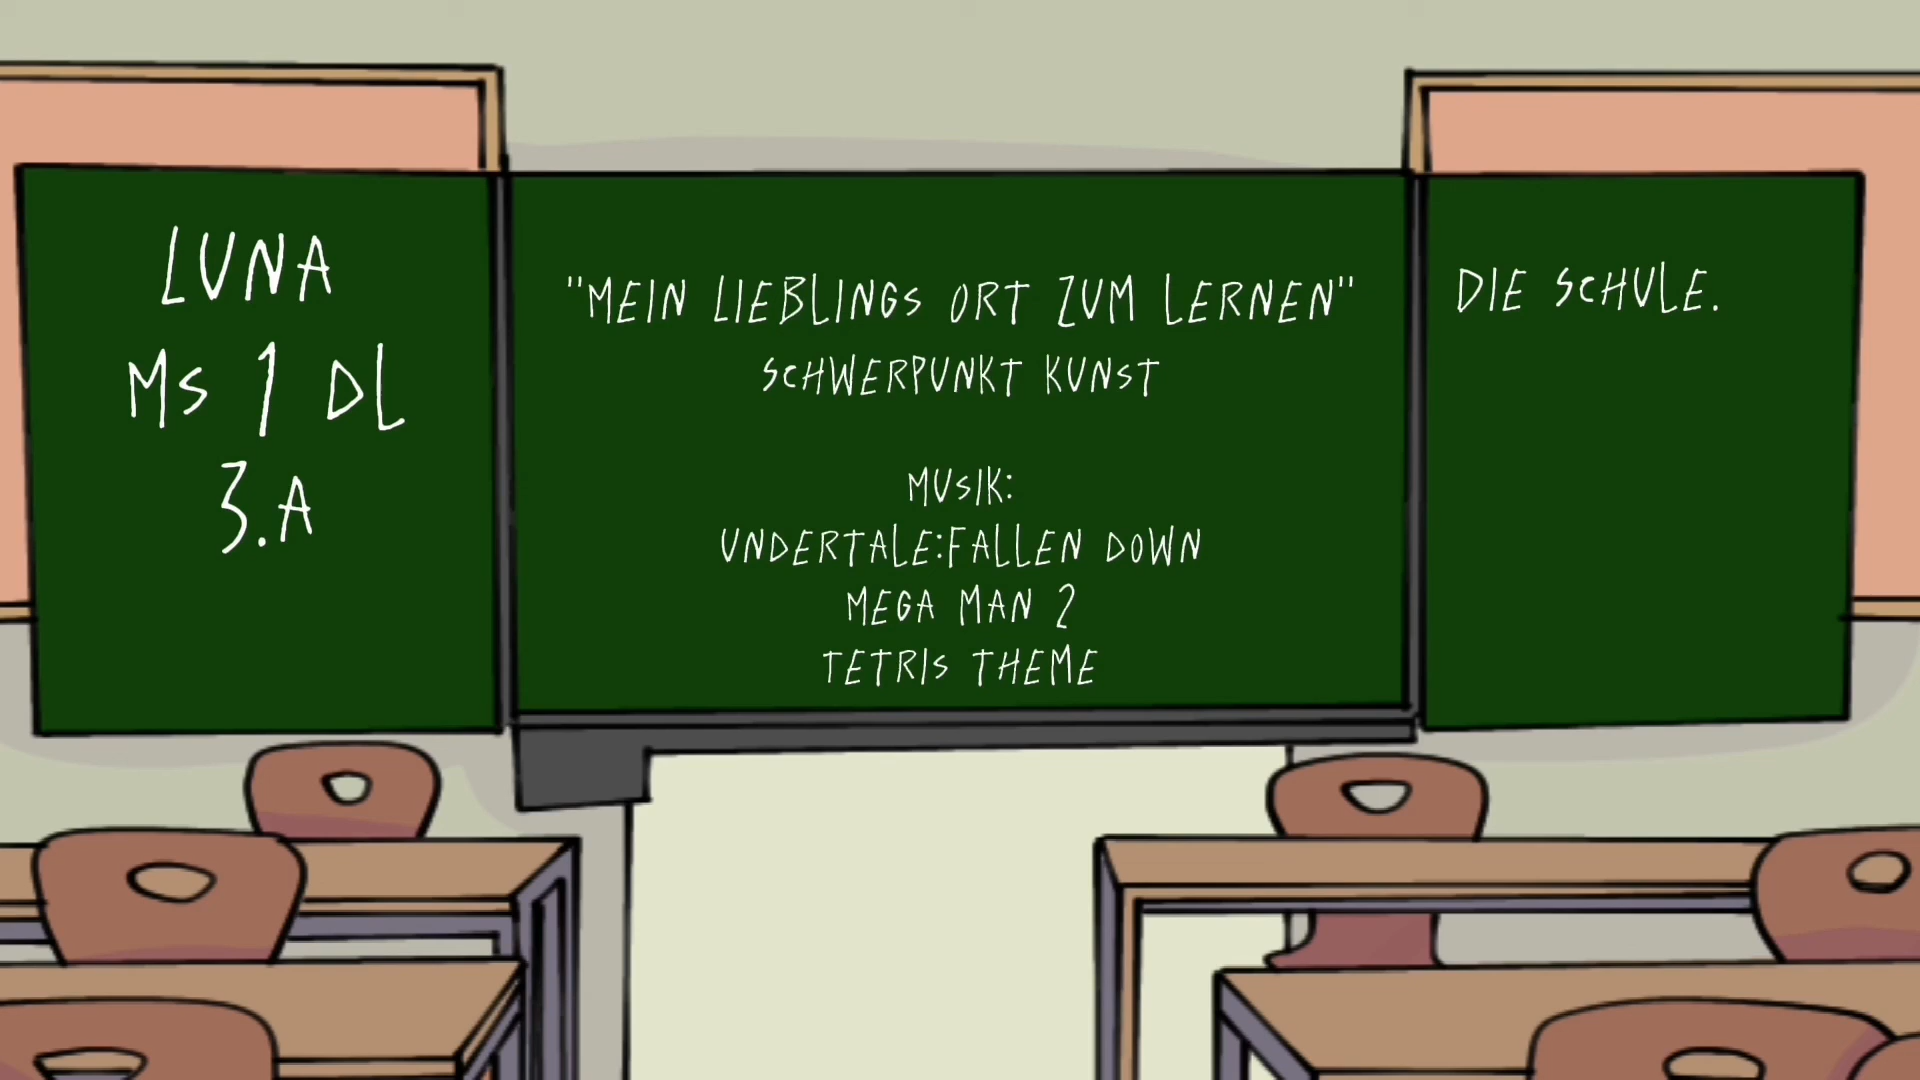 LUNA
MS 1 DL
3.A
"MEIN LIEBLINGS ORT ZUM LERNEN"
SCHWERPUNKT KUNST
MUSIK:
UNDERTALE:FALLEN DOWN
MEGA MAN 2
TETRIS THEME
DIE SCHULE.